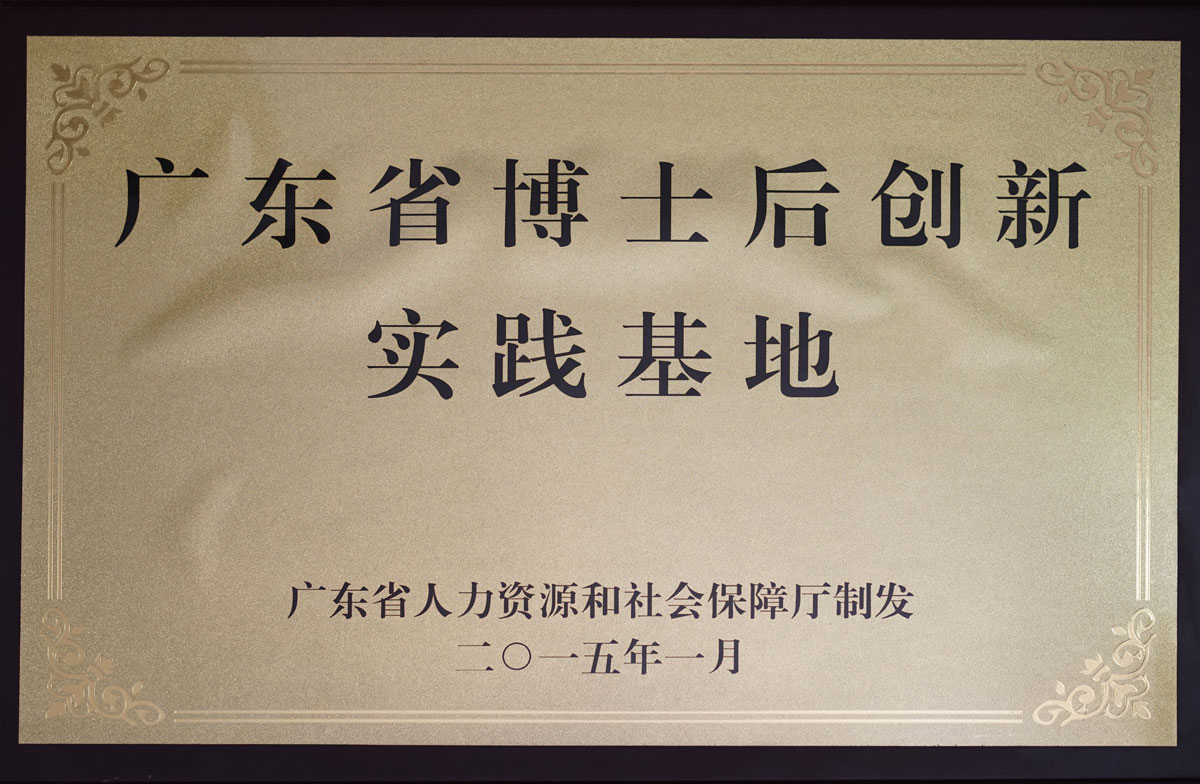 广东省博士后创新
实践基地
广东省人力资源和社会保障厅制发
二〇一五年一月